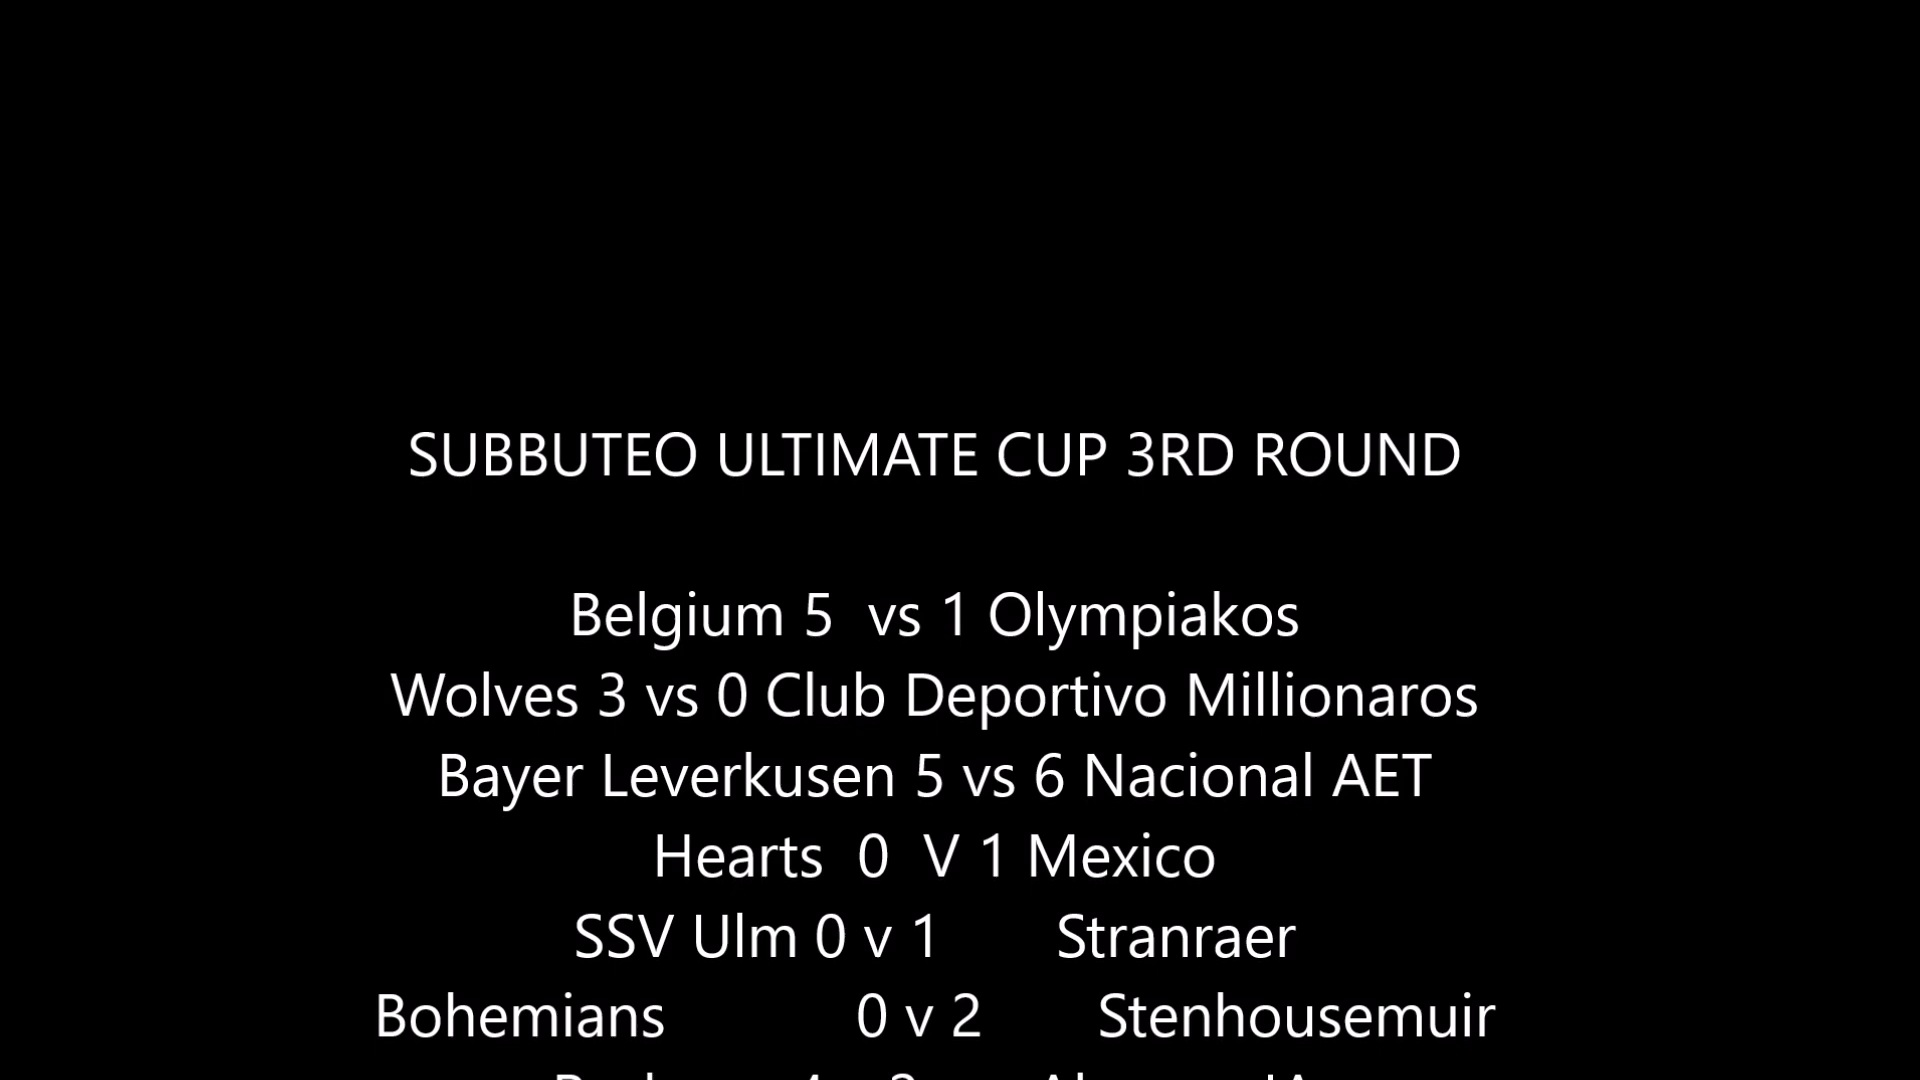 SUBBUTEO ULTIMATE CUP 3RD ROUND
Belgium 5  vs 1 Olympiakos
Wolves 3 vs 0 Club Deportivo Millionaros
Bayer Leverkusen 5 vs 6 Nacional AET
Hearts  0  V 1 Mexico
SSV Ulm 0 v 1       Stranraer
Bohemians           0 v 2       Stenhousemuir